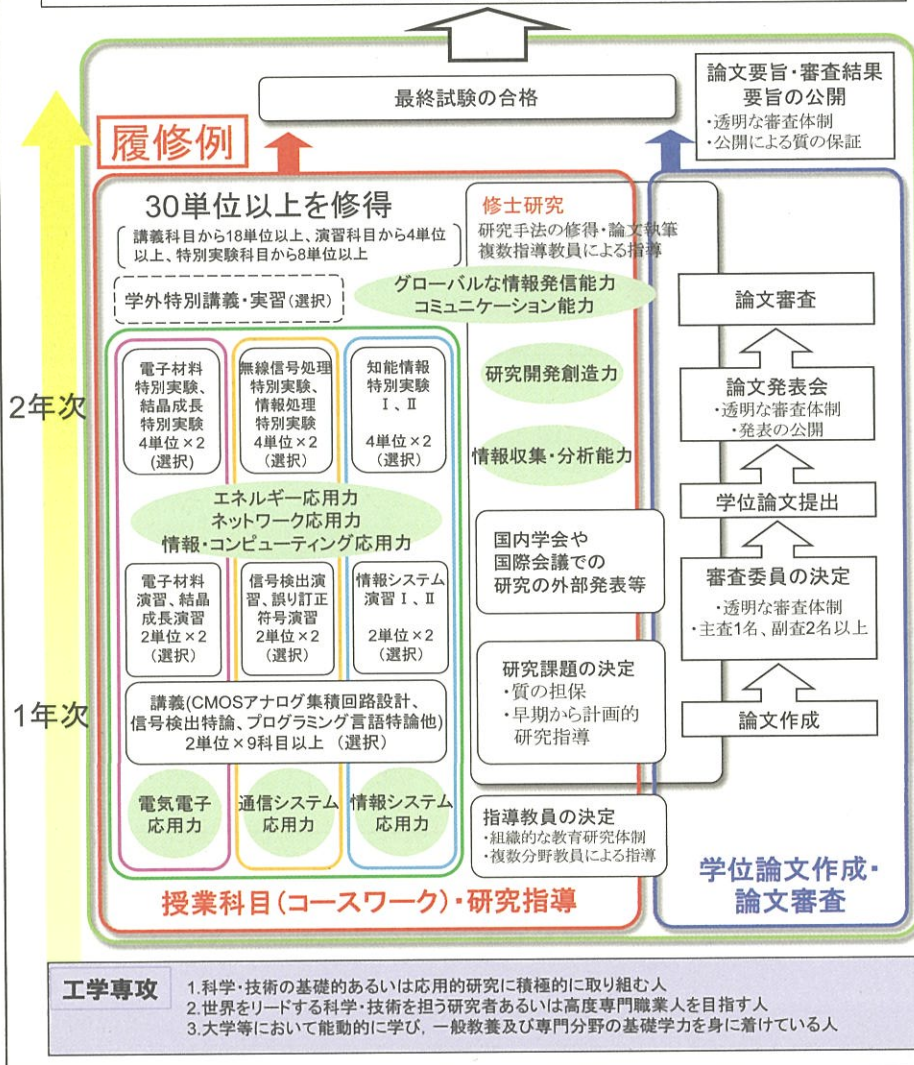 最終試験の合格
論文要旨・審査結果
要旨の公開
・透明な審査体制
・公開による質の保証
履修例
30単位以上を修得
講義科目から18単位以上、演習科目から4単位
以上、特別実験科目から8単位以上
学外特別講義・実習(選択)
修士研究
研究手法の修得・論文執筆
複数指導教員による指導
グローバルな情報発信能力
コミュニケーション能力
論文審査
2年次
電子材料
特別実験、
結晶成長
特別実験
4単位×2
(選択)
無線信号処理
特別実験、
情報処理
特別実験
4単位×2
(選択)
知能情報
特別実験
Ⅰ、Ⅱ
4単位×2
(選択)
研究開発創造力
情報収集・分析能力
論文発表会
・透明な審査体制
・発表の公開
エネルギー応用力
ネットワーク応用力
情報・コンピューティング応用力
学位論文提出
国内学会や
国際会議での
研究の外部発表等
審査委員の決定
・透明な審査体制
・主査1名、副査2名以上
電子材料
演習、結晶
成長演習
2単位×2
(選択)
信号検出演
習、誤り訂正
符号演習
2単位×2
(選択)
情報システム
演習Ⅰ、Ⅱ
2単位×2
(選択)
研究課題の決定
・質の担保
・早期から計画的
研究指導
論文作成
1年次
講義(CMOSアナログ集積回路設計、
信号検出特論、プログラミング言語特論他)
2単位×9科目以上 (選択)
電気電子
応用力
通信システム
応用力
情報システム
応用力
指導教員の決定
・組織的な教育研究体制
・複数分野教員による指導
授業科目(コースワーク)・研究指導
学位論文作成・
論文審査
工学専攻
1.科学・技術の基礎的あるいは応用的研究に積極的に取り組む人
2.世界をリードする科学・技術を担う研究者あるいは高度専門職業人を目指す人
3.大学等において能動的に学び，一般教養及び専門分野の基礎学力を身に着けている人